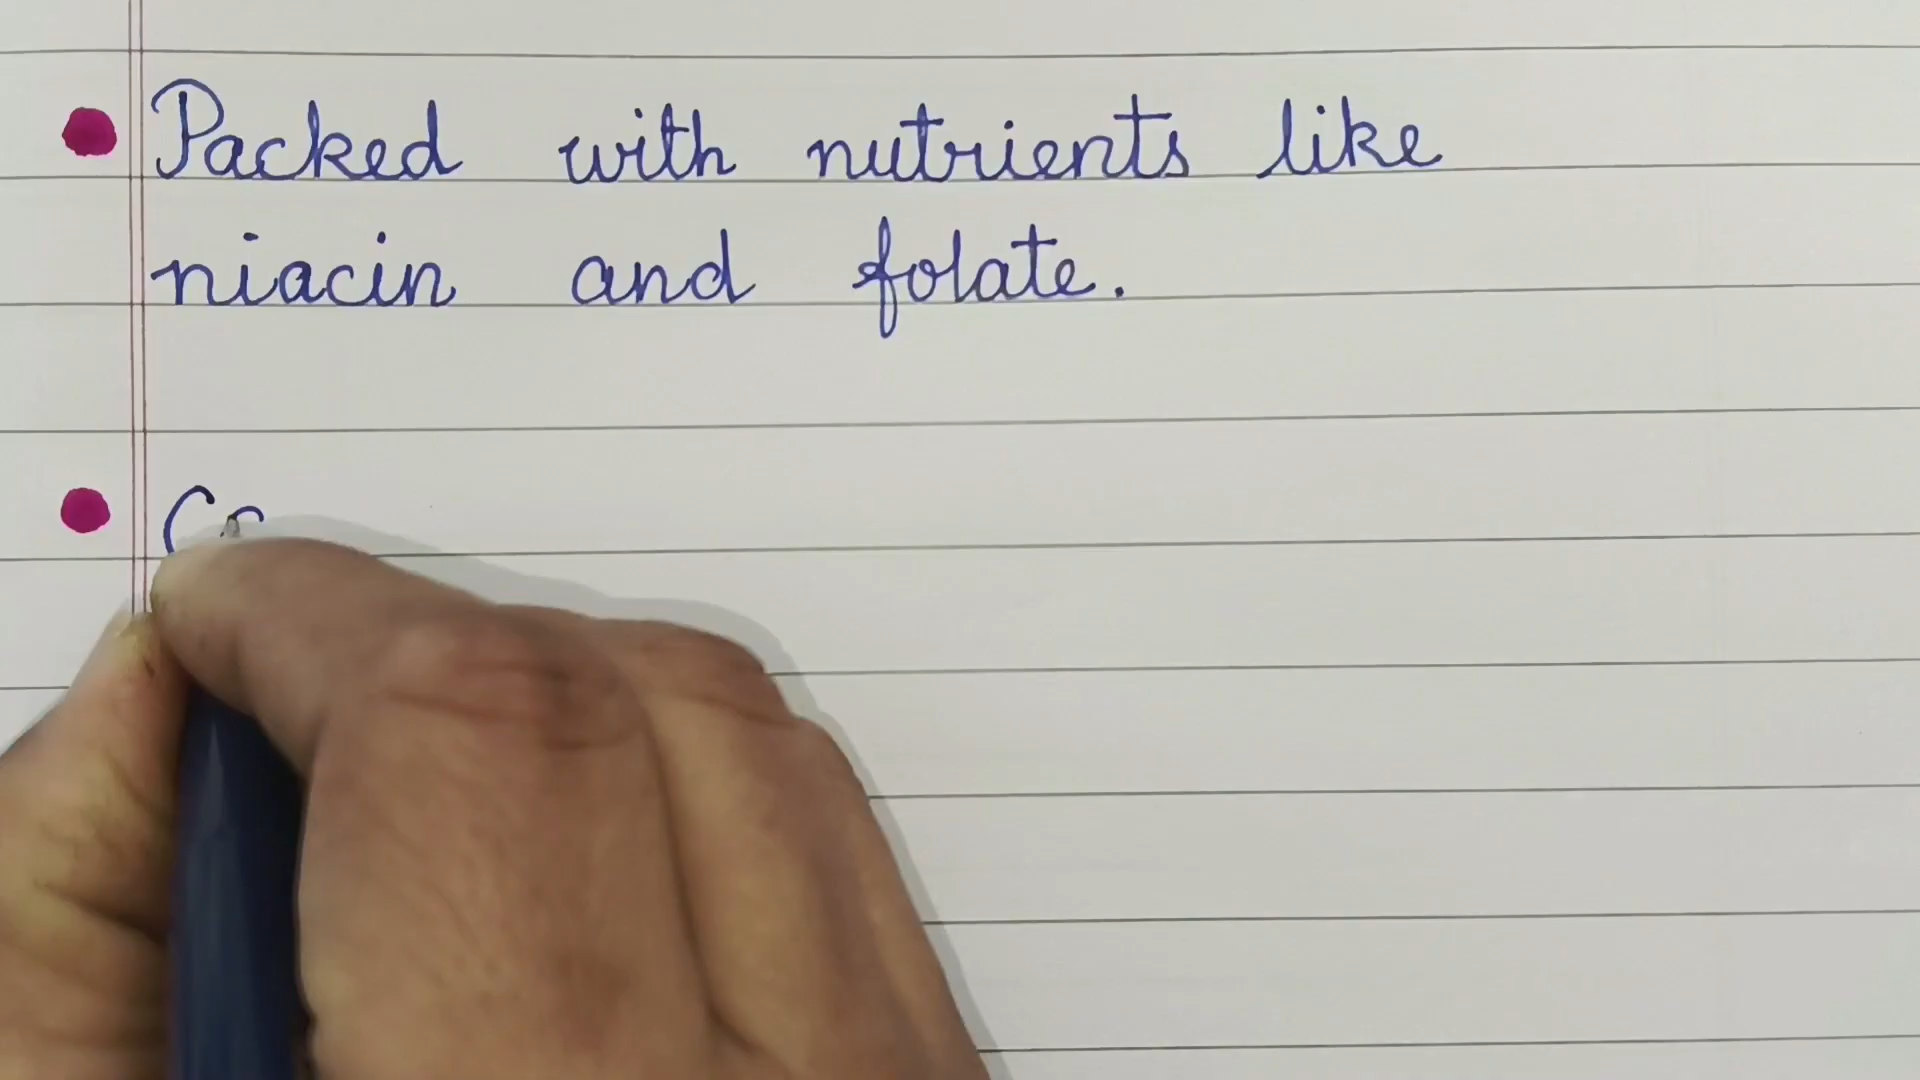 Packed with nutrients like
niacin and folate.